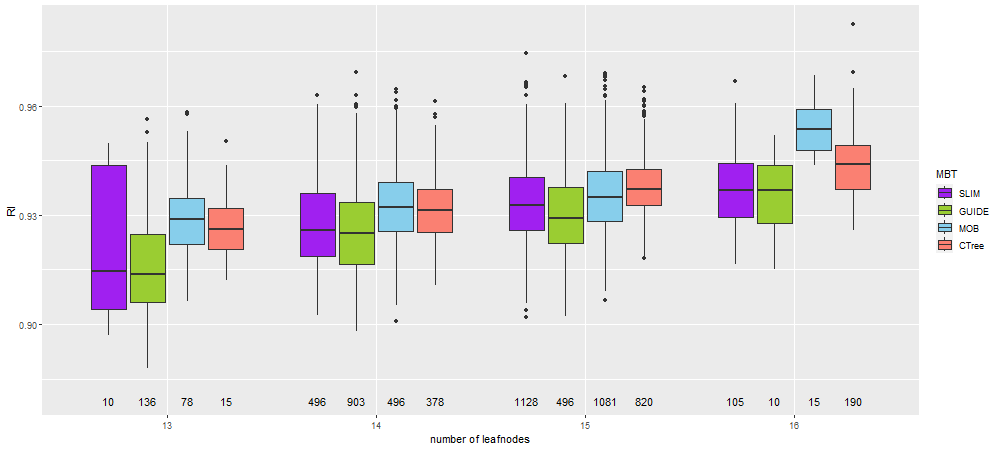 RI
0.96
0.93
0.90
10 136 78 15 496 903 496 378 1128 496 1081 820 105 10 15 190
13 14 15 16
number of leafnodes
MBT
SLIM
GUIDE
MOB
CTree